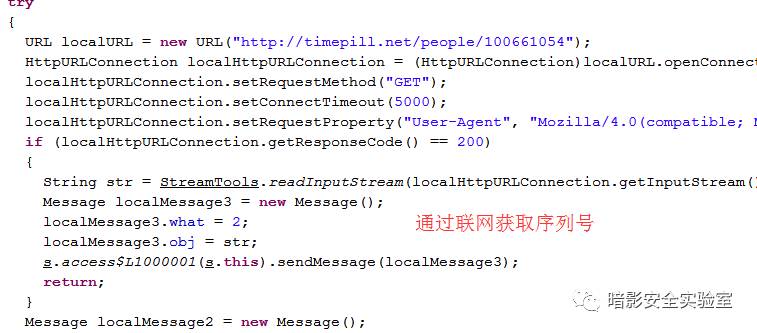 try
{
URL localURL = new URL("http://timepill.net/people/100661054");
HttpURLConnection localHttpURLConnection = (HttpURLConnection)localURL.openConnec
localHttpURLConnection.setRequestMethod("GET");
localHttpURLConnection.setConnectTimeout(5000);
localHttpURLConnection.setRequestProperty("User-Agent", "Mozilla/4.0(compatible; M
if (localHttpURLConnection.getResponseCode() == 200)
{
String str = StreamTools.readInputStream(localHttpURLConnection.getInputStream()
Message localMessage3 = new Message();
localMessage3.what = 2;
通过联网获取序列号
localMessage3.obj = str;
s.access$L1000001(s.this).sendMessage(localMessage3);
return;
}
暗影安全实验室
Message localMessage2 = new Message();